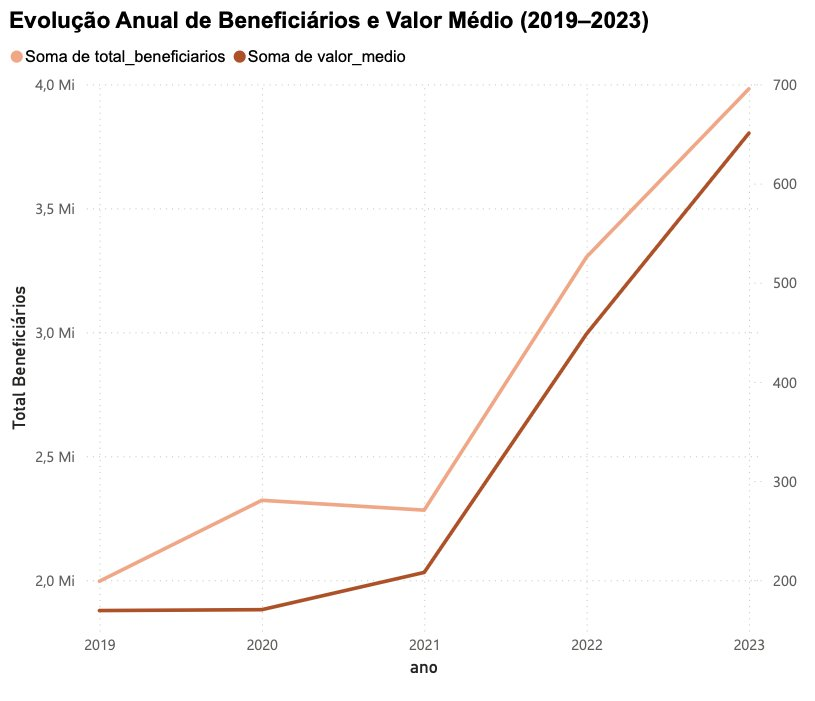 Evolução Anual de Beneficiários e Valor Médio (2019–2023)
Soma de total_beneficiarios Soma de valor_medio
4,0 Mi 700
600
3,5 Mi
500
3,0 Mi
400
2,5 Mi 300
2,0 Mi 200
Total Beneficiários
2019 2020 2021 2022 2023
ano